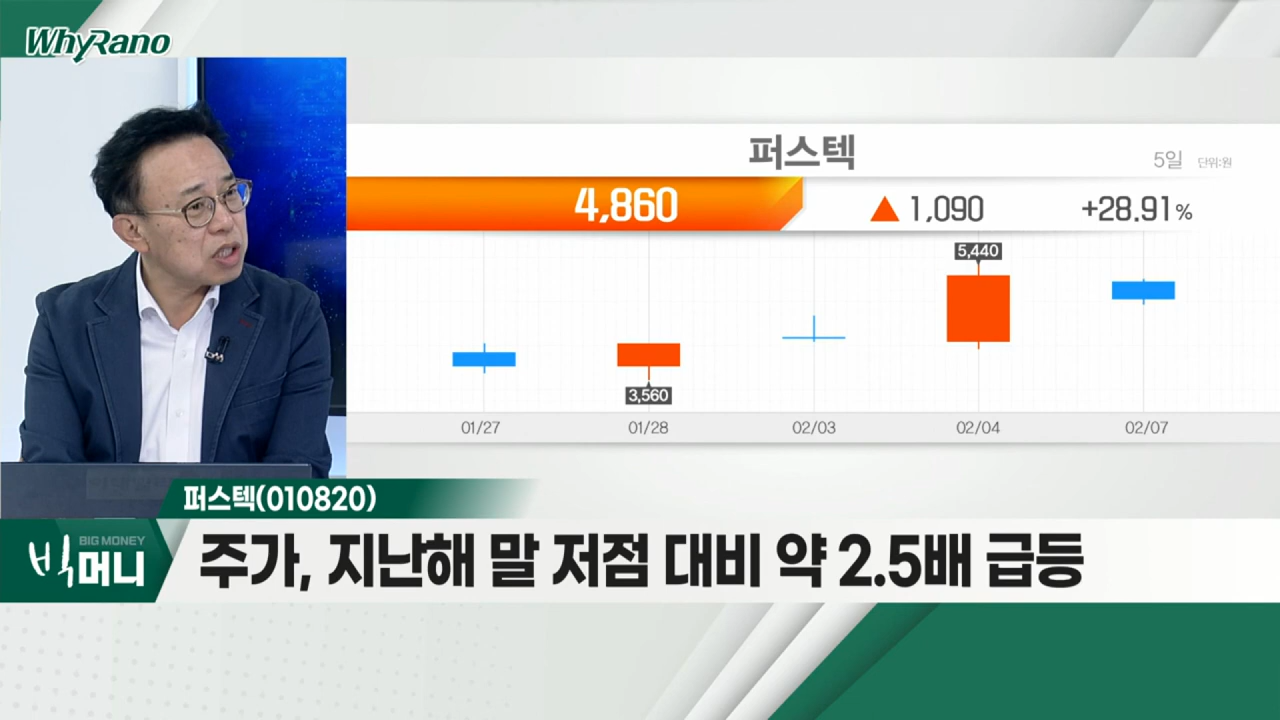 WhyRano
퍼스텍
5일 단위:원
4,860 ▲ 1,090 +28.91%
5,440
3,560
01/27 01/28 02/03 02/04 02/07
퍼스텍(010820)
BIG MONEY
빅머니
주가, 지난해 말 저점 대비 약 2.5배 급등